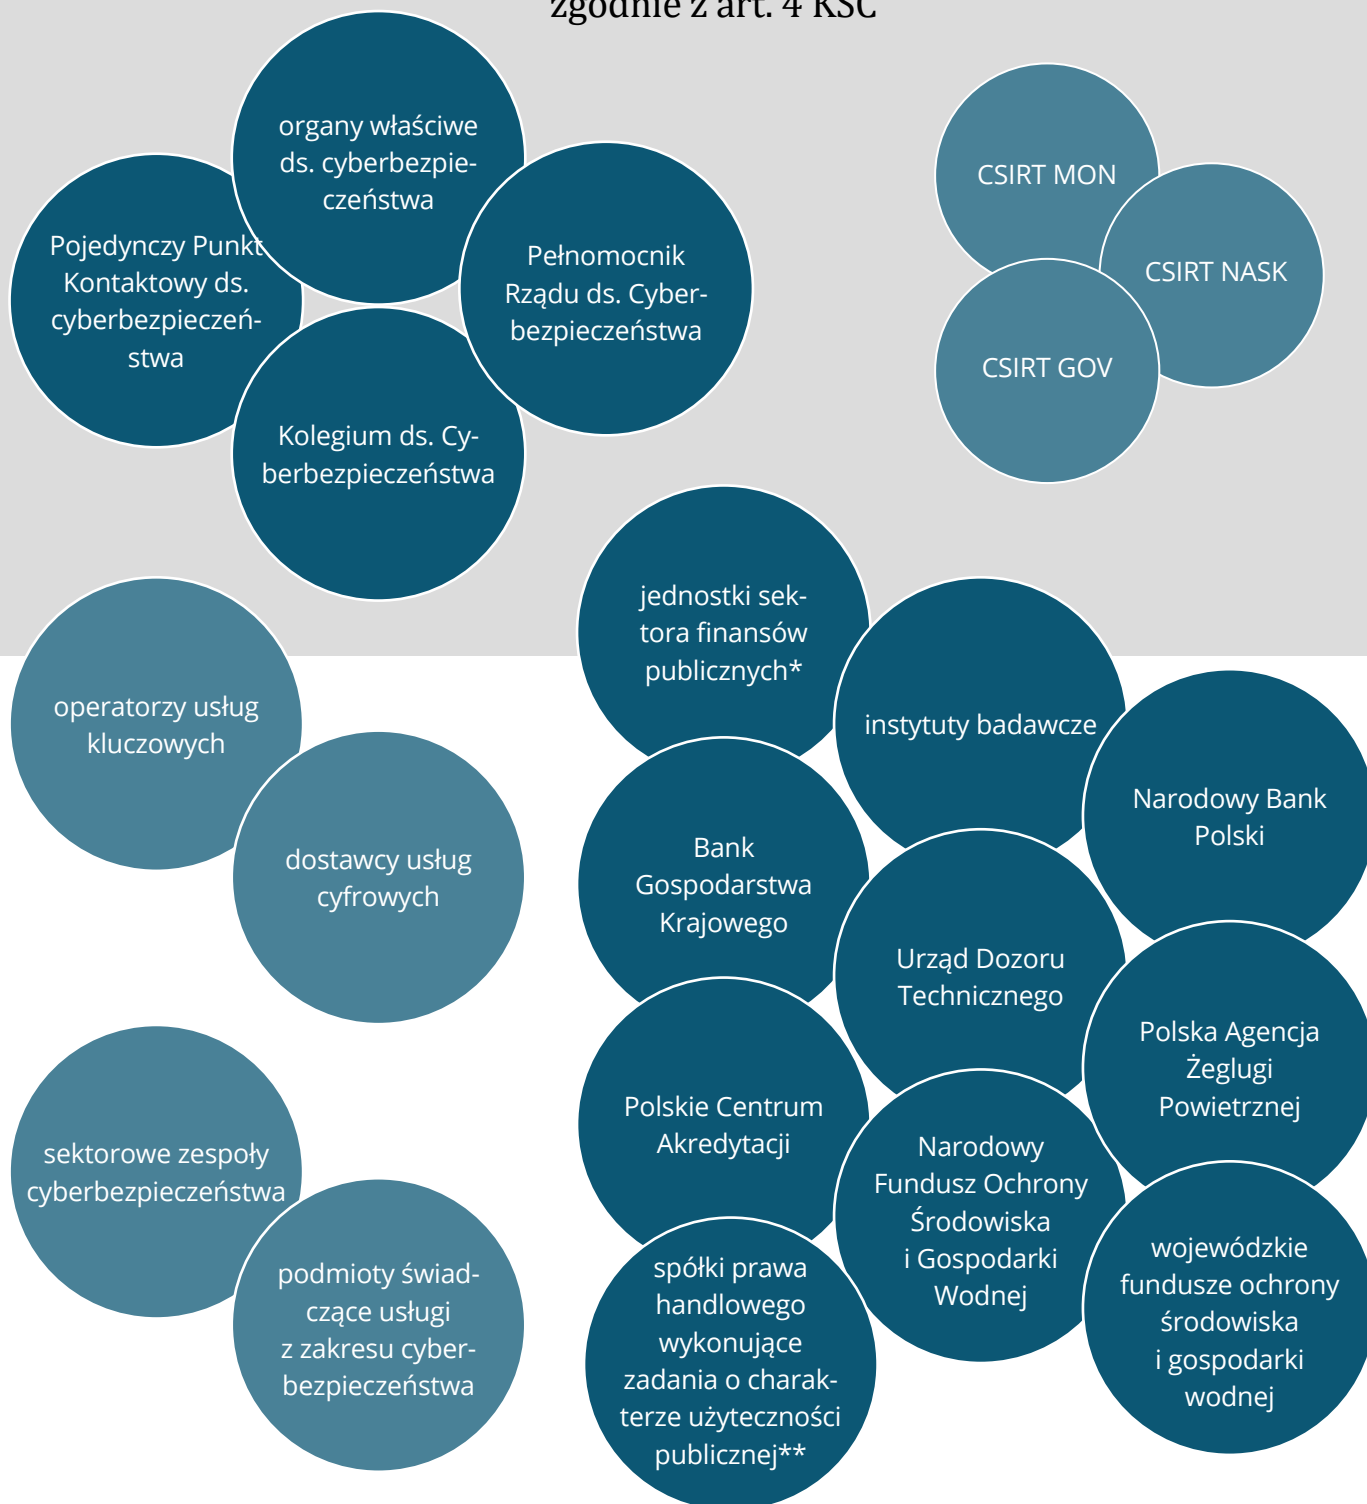 zgodnie z art. 4 KSC
organy właściwe
ds. cyberbezpie-
czeństwa
Pojedynczy Punkt
Kontaktowy ds.
cyberbezpieczeń-
stwa
Pełnomocnik
Rządu ds. Cyber-
bezpieczeństwa
Kolegium ds. Cy-
berbezpieczeństwa
CSIRT MON
CSIRT NASK
CSIRT GOV
operatorzy usług
kluczowych
dostawcy usług
cyfrowych
sektorowe zespoły
cyberbezpieczeństwa
podmioty świad-
czące usługi
z zakresu cyber-
bezpieczeństwa
jednostki sek-
tora finansów
publicznych*
instytuty badawcze
Narodowy Bank
Polski
Bank
Gospodarstwa
Krajowego
Urząd Dozoru
Technicznego
Polska Agencja
Żeglugi
Powietrznej
Polskie Centrum
Akredytacji
Narodowy
Fundusz Ochrony
Środowiska
i Gospodarki
Wodnej
wojewódzkie
fundusze ochrony
środowiska
i gospodarki
wodnej
spółki prawa
handlowego
wykonujące
zadania o charak-
terze użyteczności
publicznej**